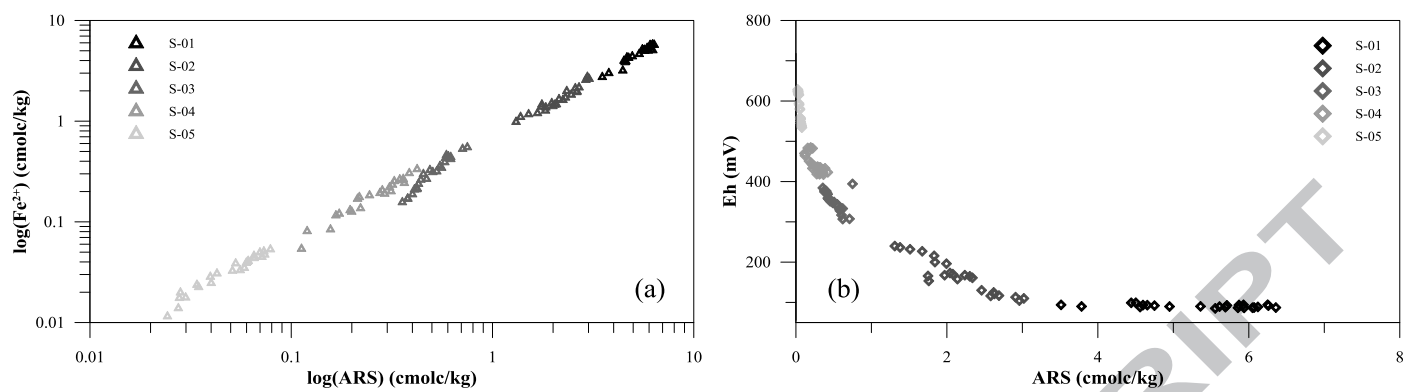 10
1
0.1
0.01
log(Fe²⁺) (cmolc/kg)
S-01
S-02
S-03
S-04
S-05
(a)
0.01 0.1 1 10
log(ARS) (cmolc/kg)
800
600
400
200
Eh (mV)
S-01
S-02
S-03
S-04
S-05
(b)
0 2 4 6 8
ARS (cmolc/kg)
RIPT